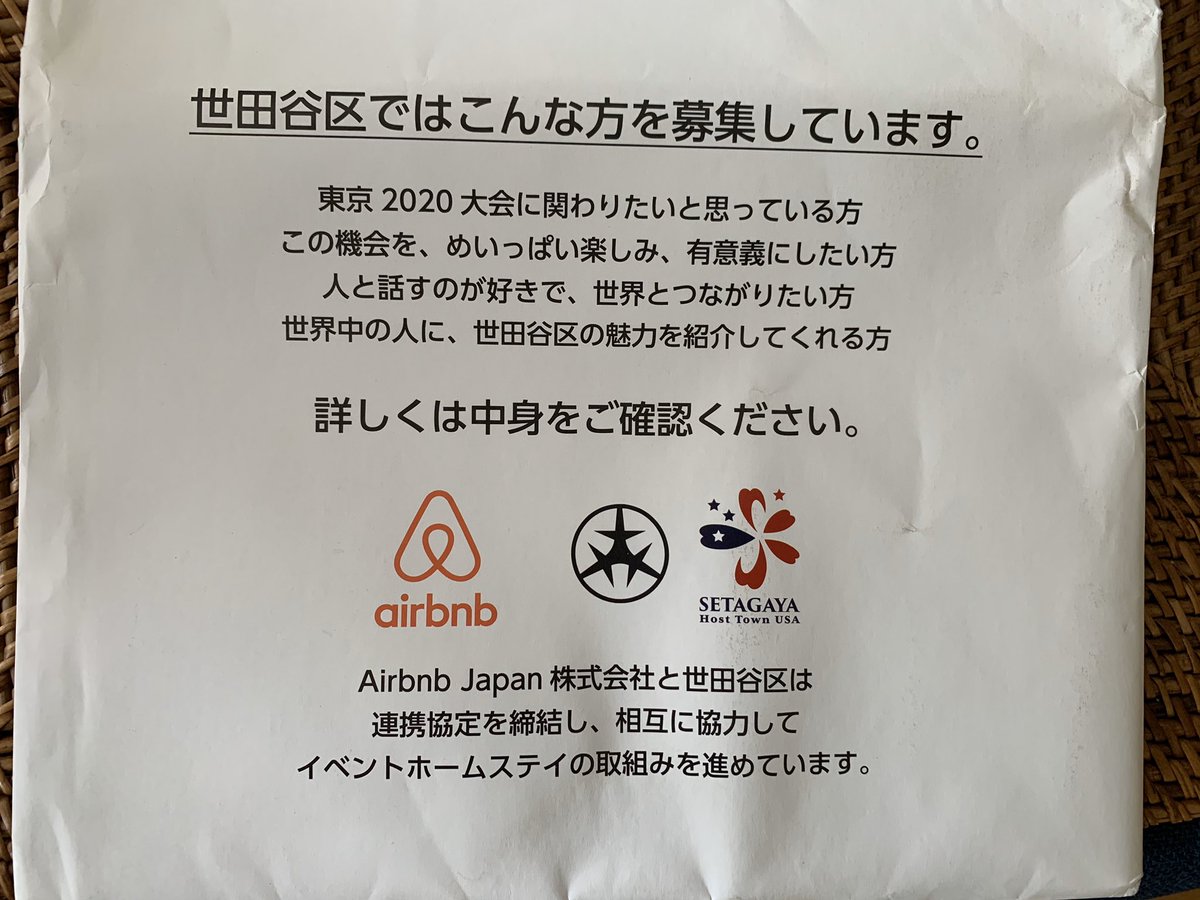 世田谷区ではこんな方を募集しています。
東京2020大会に関わりたいと思っている方
この機会を、めいっぱい楽しみ、有意義にしたい方
人と話すのが好きで、世界とつながりたい方
世界中の人に、世田谷区の魅力を紹介してくれる方
詳しくは中身をご確認ください。
airbnb
SETAGAYA
Host Town USA
Airbnb Japan 株式会社と世田谷区は
連携協定を締結し、相互に協力して
イベントホームステイの取組みを進めています。